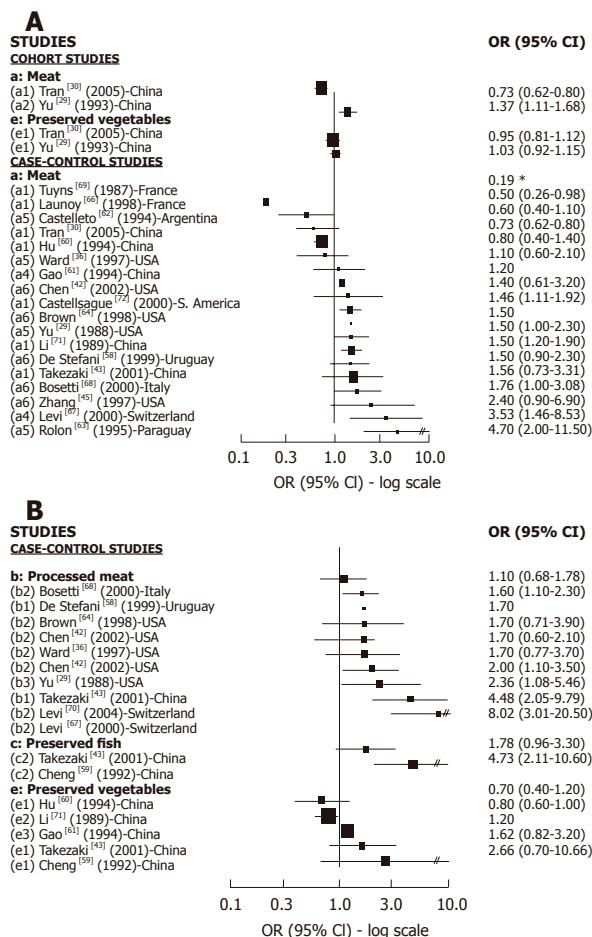 A
STUDIES OR (95% CI)
COHORT STUDIES
a: Meat
(a1) Tran [30] (2005)-China 0.73 (0.62-0.80)
(a2) Yu [29] (1993)-China 1.37 (1.11-1.68)
e: Preserved vegetables
(e1) Tran [30] (2005)-China 0.95 (0.81-1.12)
(e1) Yu [29] (1993)-China 1.03 (0.92-1.15)
CASE-CONTROL STUDIES
a: Meat 0.19 *
(a1) Tuyns [69] (1987)-France 0.50 (0.26-0.98)
(a1) Launoy [66] (1998)-France 0.60 (0.40-1.10)
(a5) Castelleto [62] (1994)-Argentina 0.73 (0.62-0.80)
(a1) Tran [30] (2005)-China 0.80 (0.40-1.40)
(a1) Hu [60] (1994)-China 1.10 (0.60-2.10)
(a5) Ward [36] (1997)-USA 1.20
(a4) Gao [61] (1994)-China 1.40 (0.61-3.20)
(a6) Chen [42] (2002)-USA 1.46 (1.11-1.92)
(a1) Castellsague [72] (2000)-S. America 1.50
(a6) Brown [64] (1998)-USA 1.50 (1.00-2.30)
(a5) Yu [29] (1988)-USA 1.50 (1.20-1.90)
(a1) Li [71] (1989)-China 1.50 (0.90-2.30)
(a6) De Stefani [58] (1999)-Uruguay 1.56 (0.73-3.31)
(a1) Takezaki [43] (2001)-China 1.76 (1.00-3.08)
(a6) Bosetti [68] (2000)-Italy 2.40 (0.90-6.90)
(a6) Zhang [45] (1997)-USA 3.53 (1.46-8.53)
(a4) Levi [67] (2000)-Switzerland 4.70 (2.00-11.50)
(a5) Rolon [63] (1995)-Paraguay
0.1 0.3 1.0 3.0 10.0
OR (95% CI) - log scale
B
STUDIES OR (95% CI)
CASE-CONTROL STUDIES
b: Processed meat 1.10 (0.68-1.78)
(b2) Bosetti [68] (2000)-Italy 1.60 (1.10-2.30)
(b1) De Stefani [58] (1999)-Uruguay 1.70
(b2) Brown [64] (1998)-USA 1.70 (0.71-3.90)
(b2) Chen [42] (2002)-USA 1.70 (0.60-2.10)
(b2) Ward [36] (1997)-USA 1.70 (0.77-3.70)
(b2) Chen [42] (2002)-USA 2.00 (1.10-3.50)
(b3) Yu [29] (1988)-USA 2.36 (1.08-5.46)
(b1) Takezaki [43] (2001)-China 4.48 (2.05-9.79)
(b2) Levi [70] (2004)-Switzerland 8.02 (3.01-20.50)
(b2) Levi [67] (2000)-Switzerland
c: Preserved fish 1.78 (0.96-3.30)
(c2) Takezaki [43] (2001)-China 4.73 (2.11-10.60)
(c2) Cheng [59] (1992)-China
e: Preserved vegetables 0.70 (0.40-1.20)
(e1) Hu [60] (1994)-China 0.80 (0.60-1.00)
(e2) Li [71] (1989)-China 1.20
(e3) Gao [61] (1994)-China 1.62 (0.82-3.20)
(e1) Takezaki [43] (2001)-China 2.66 (0.70-10.66)
(e1) Cheng [59] (1992)-China
0.1 0.3 1.0 3.0 10.0
OR (95% CI) - log scale